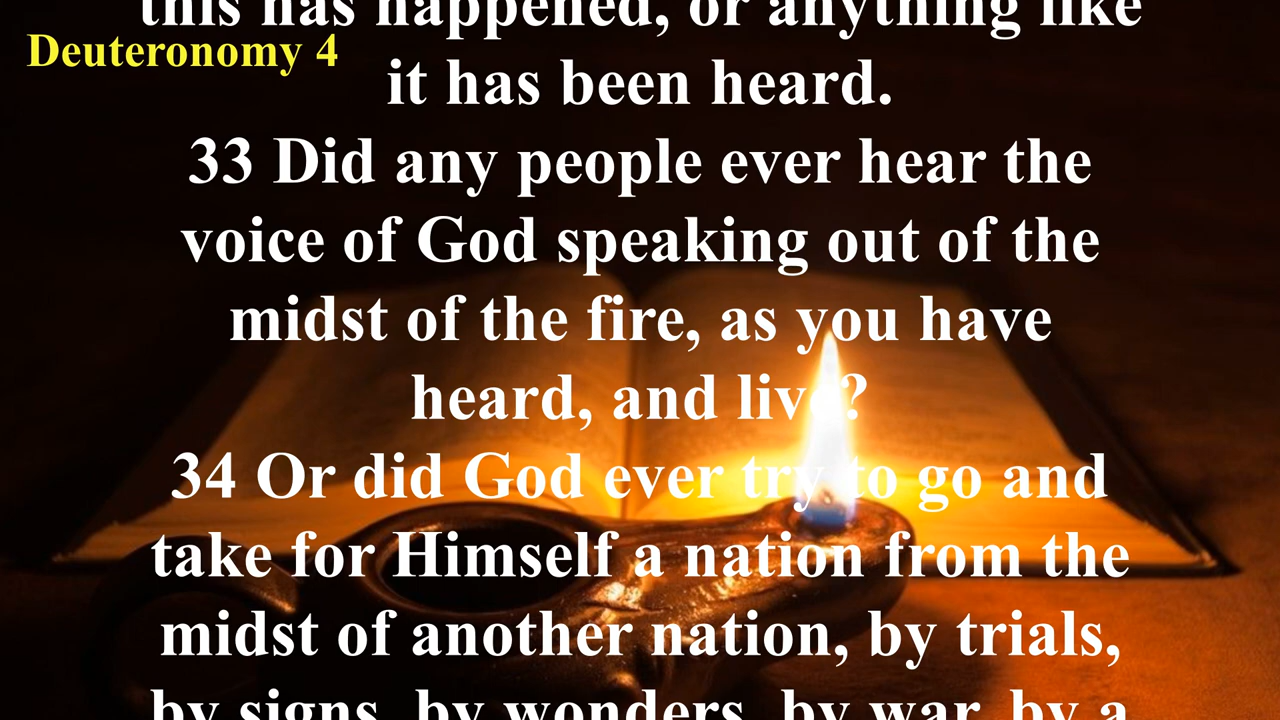 this has happened, or anything like
Deuteronomy 4
it has been heard.
33 Did any people ever hear the
voice of God speaking out of the
midst of the fire, as you have
heard, and live?
34 Or did God ever try to go and
take for Himself a nation from the
midst of another nation, by trials,
by signs, by wonders, by war, by a